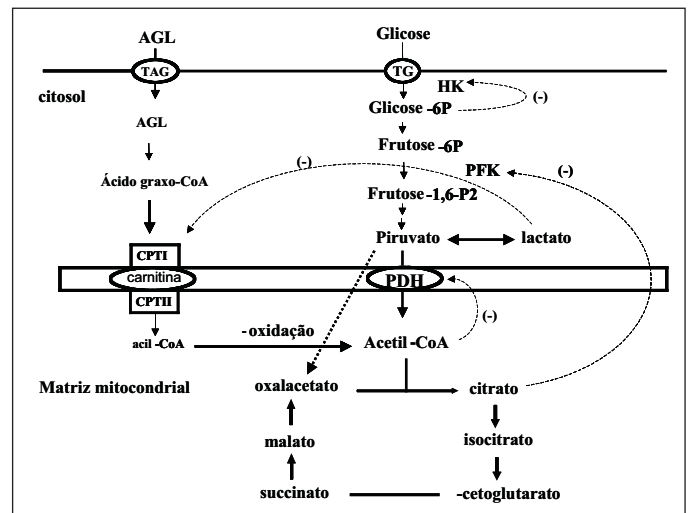 AGL
Glicose
TAG
TG
HK
citosol
(-)
Glicose -6P
AGL
Frutose -6P
(-)
PFK
(-)
Ácido graxo-CoA
Frutose -1,6-P2
Piruvato
lactato
CPTI
carnitina
PDH
CPTII
(-)
-oxidação
acil -CoA
Acetil -CoA
Matriz mitocondrial
oxalacetato
citrato
malato
isocitrato
succinato
-cetoglutarato